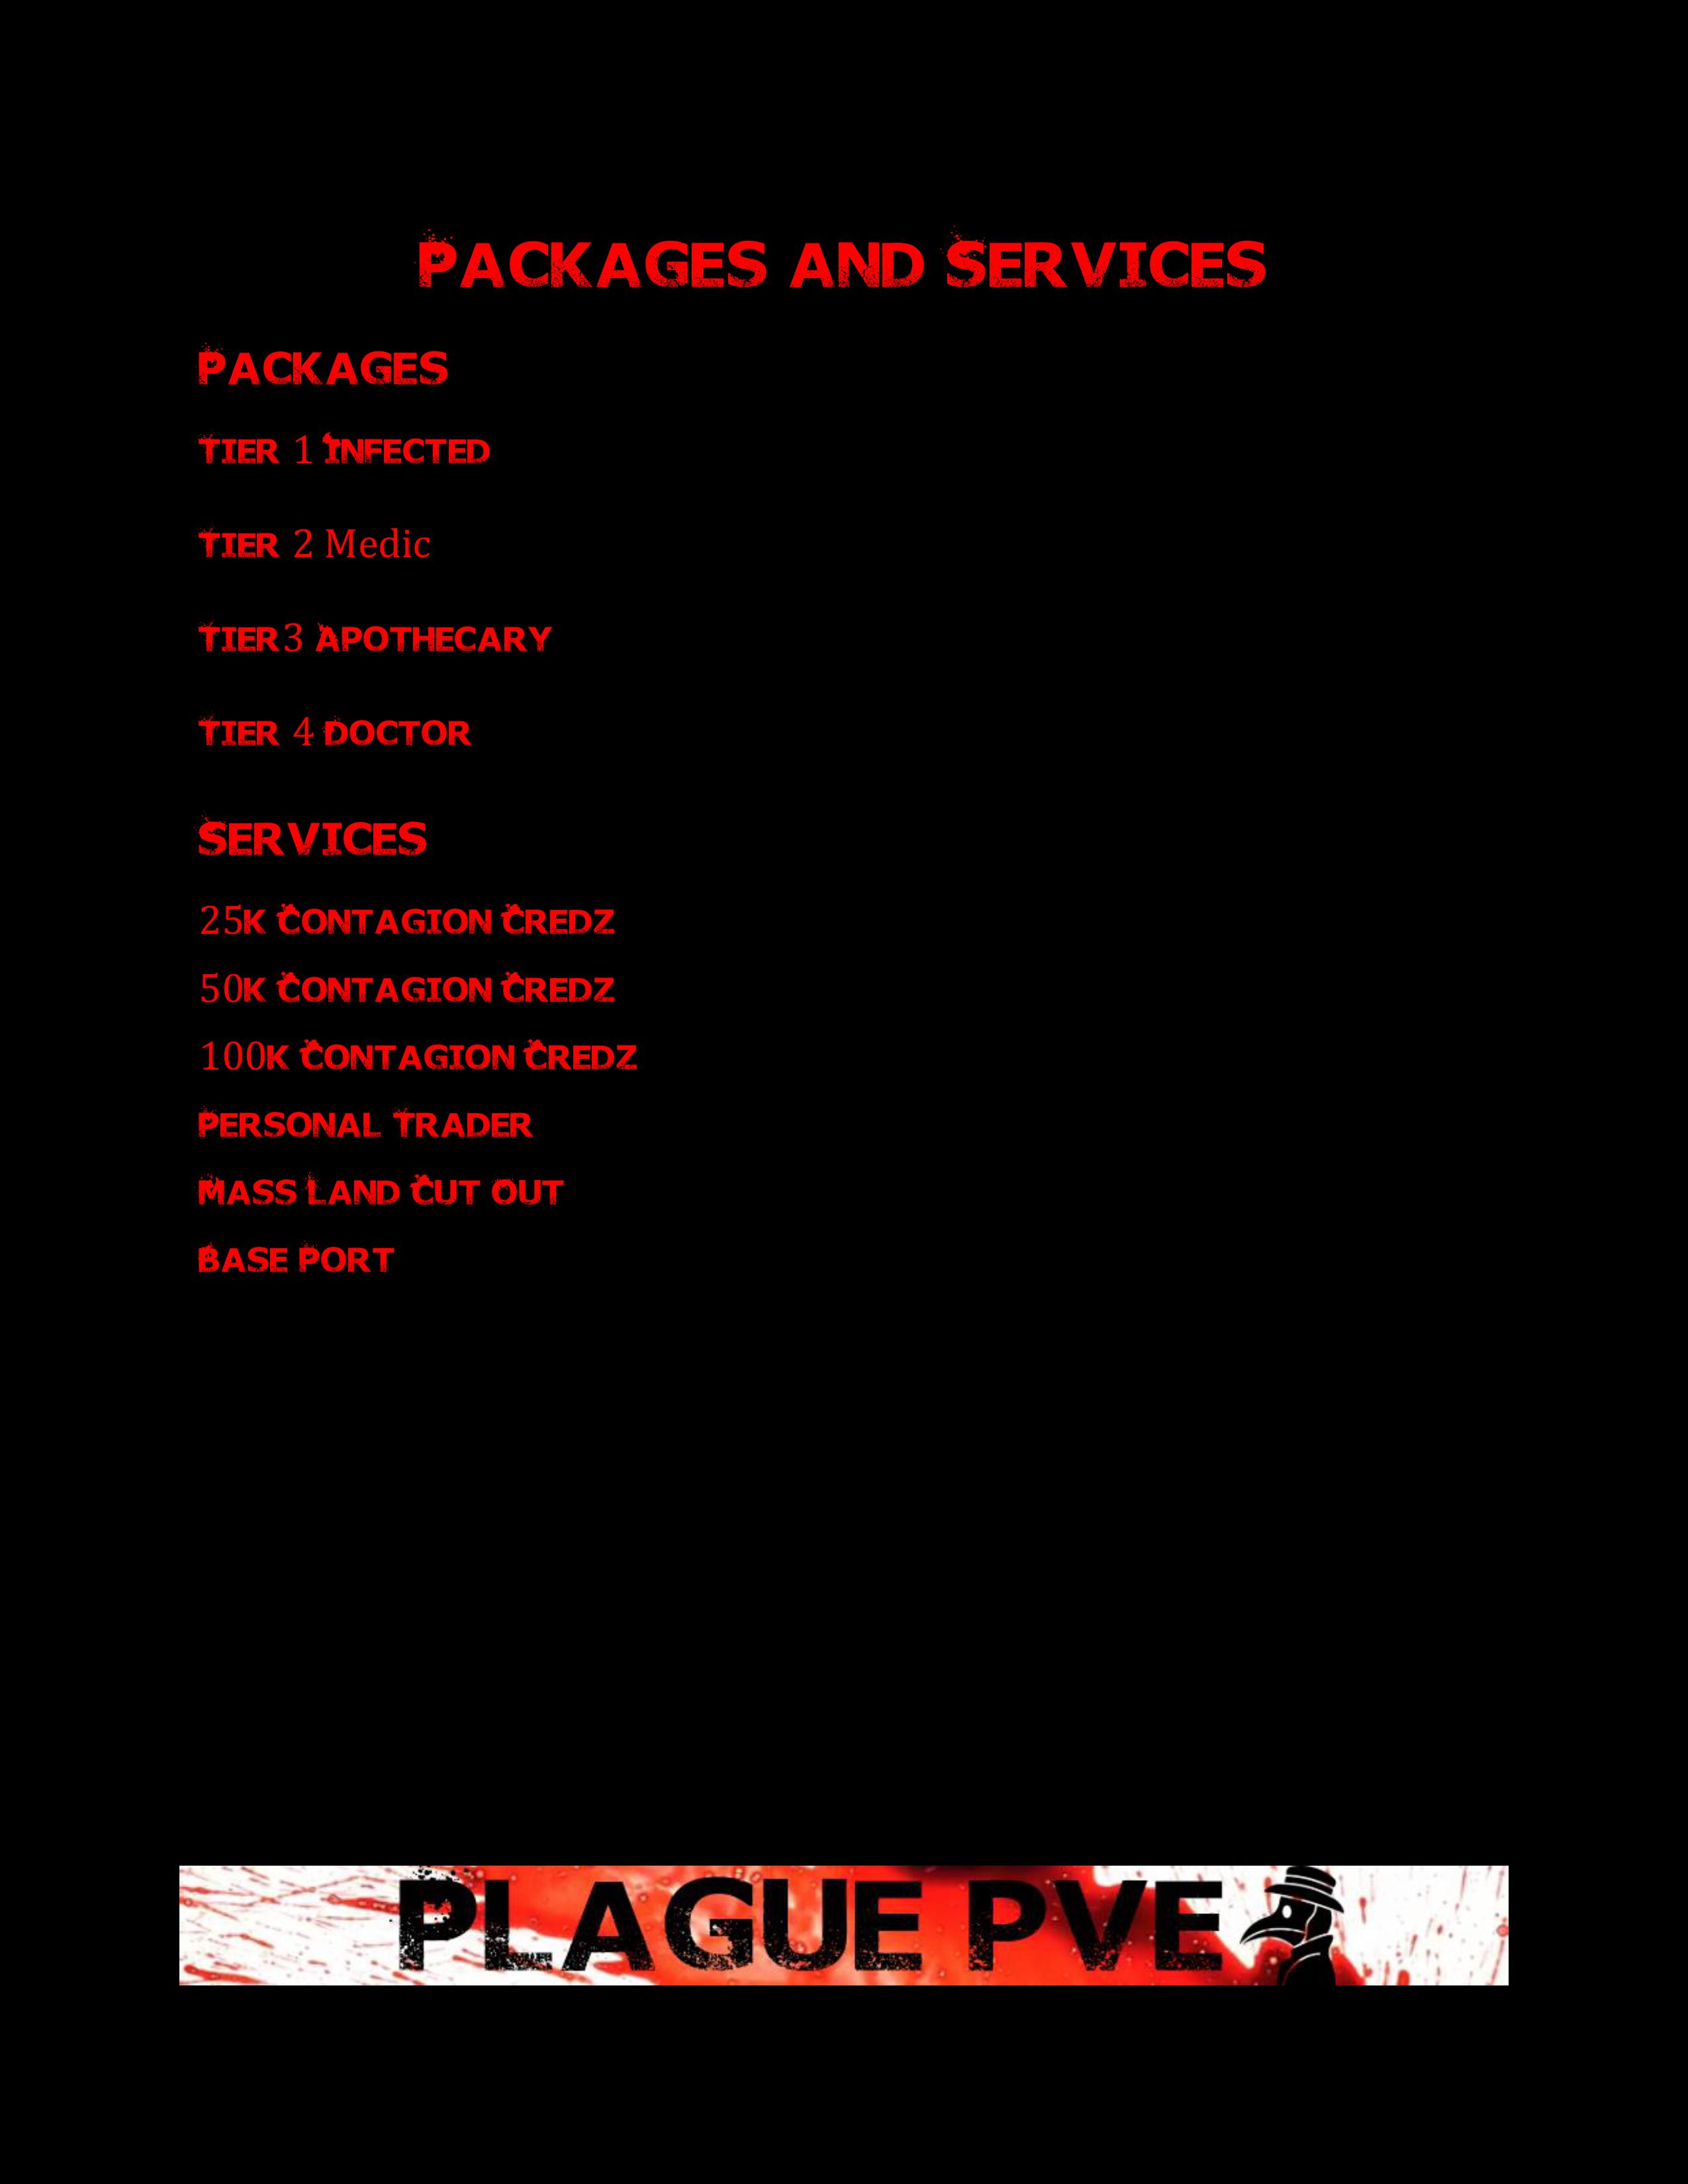 Packages and Services
Packages
Tier 1 Infected
Tier 2 Medic
Tier3 Apothecary
Tier 4 Doctor
Services
25k Contagion Credz
50k Contagion Credz
100k Contagion Credz
Personal Trader
Mass Land Cut Out
Base Port
PLAGUE PVE